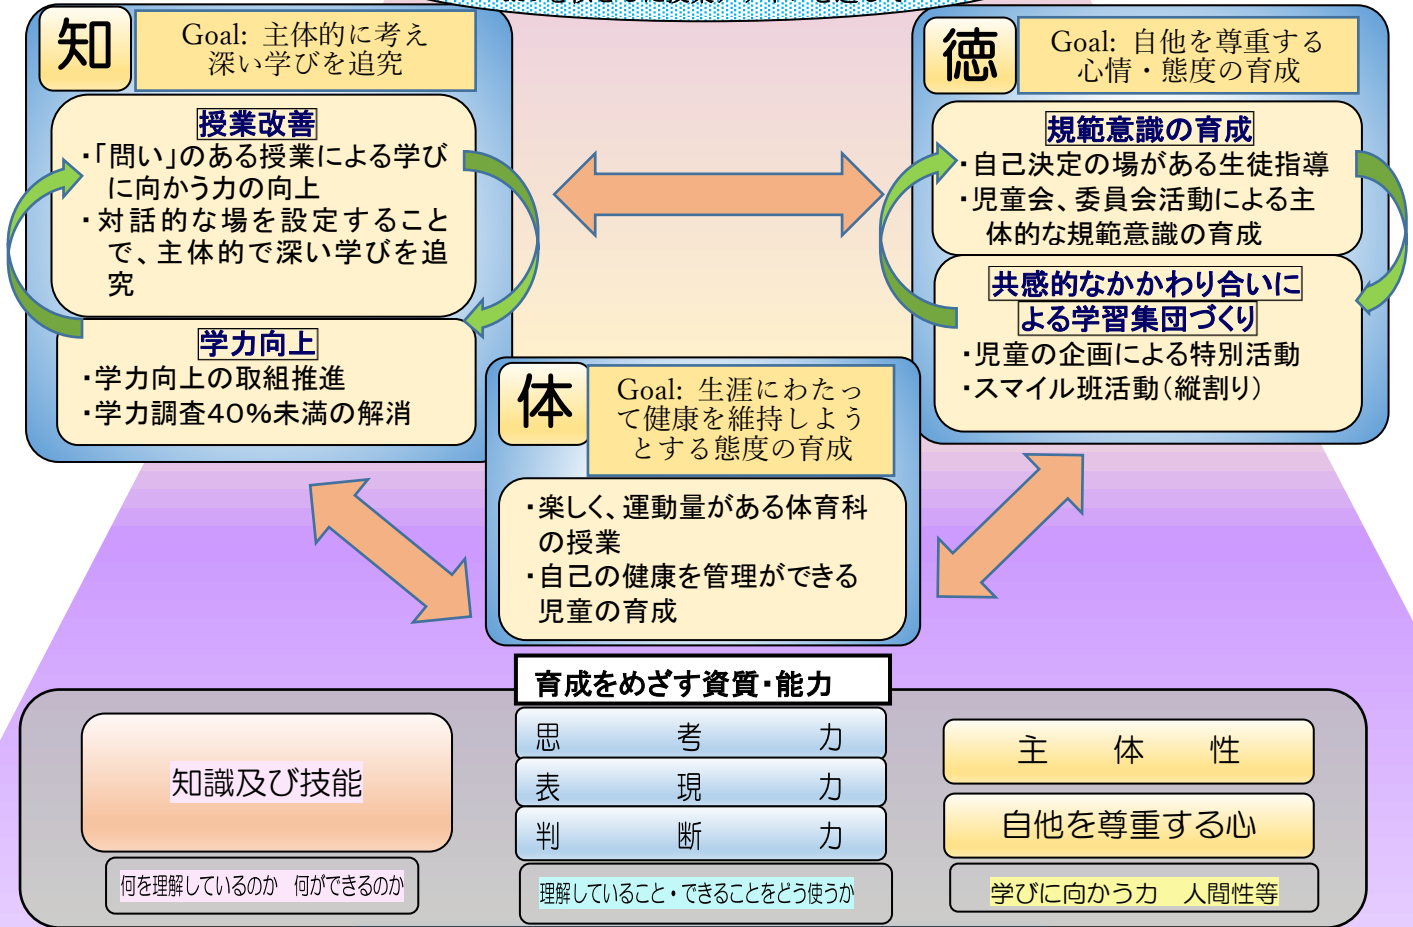 知
Goal: 主体的に考え
深い学びを追究
授業改善
・「問い」のある授業による学び
に向かう力の向上
・対話的な場を設定すること
で、主体的で深い学びを追
究
学力向上
・学力向上の取組推進
・学力調査40%未満の解消
徳
Goal: 自他を尊重する
心情・態度の育成
規範意識の育成
・自己決定の場がある生徒指導
・児童会、委員会活動による主
体的な規範意識の育成
共感的なかかわり合いに
よる学習集団づくり
・児童の企画による特別活動
・スマイル班活動(縦割り)
体
Goal: 生涯にわたっ
て健康を維持しよう
とする態度の育成
・楽しく、運動量がある体育科
の授業
・自己の健康を管理ができる
児童の育成
育成をめざす資質・能力
知識及び技能
何を理解しているのか 何ができるのか
思考力
表現力
判断力
理解していること・できることをどう使うか
主体性
自他を尊重する心
学びに向かう力 人間性等